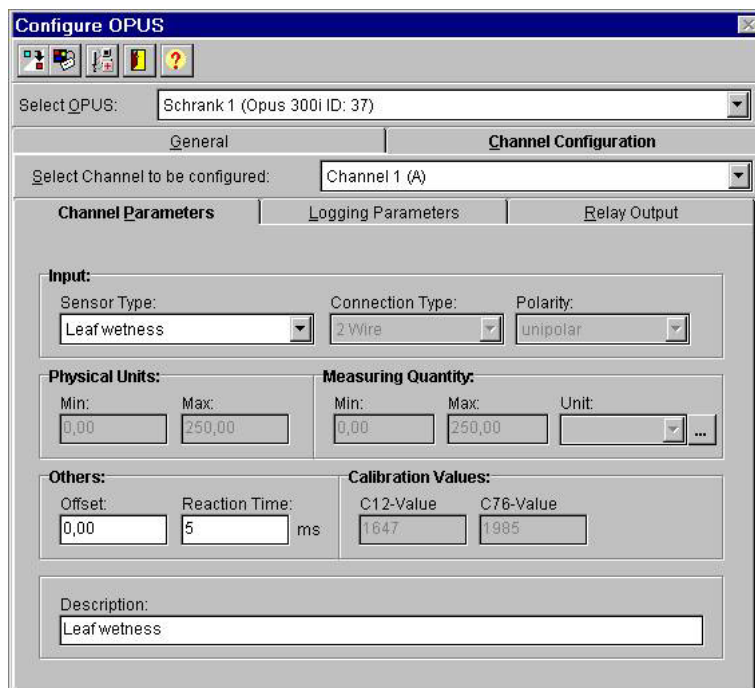 Configure OPUS
?
Select OPUS: Schrank 1 (Opus 300i ID: 37)
General Channel Configuration
Select Channel to be configured: Channel 1 (A)
Channel Parameters Logging Parameters Relay Output
Input:
Sensor Type: Connection Type: Polarity:
Leaf wetness 2 Wire unipolar
Physical Units: Measuring Quantity:
Min: Max: Min: Max: Unit:
0,00 250,00 0,00 250,00 ...
Others: Calibration Values:
Offset: Reaction Time: C12-Value C76-Value
0,00 5 ms 1647 1985
Description:
Leaf wetness